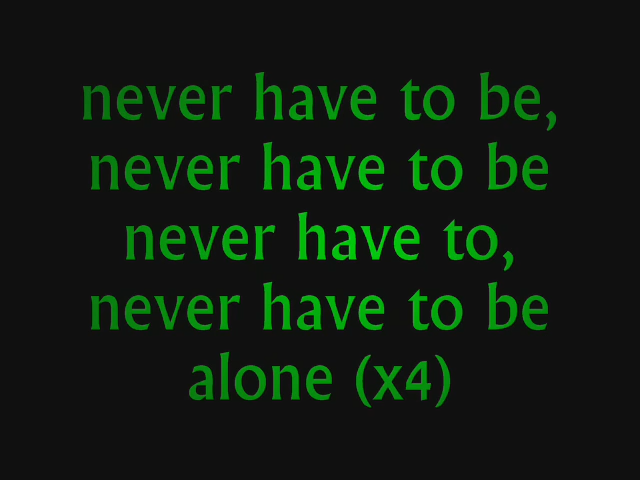 never have to be,
never have to be
never have to,
never have to be
alone (x4)